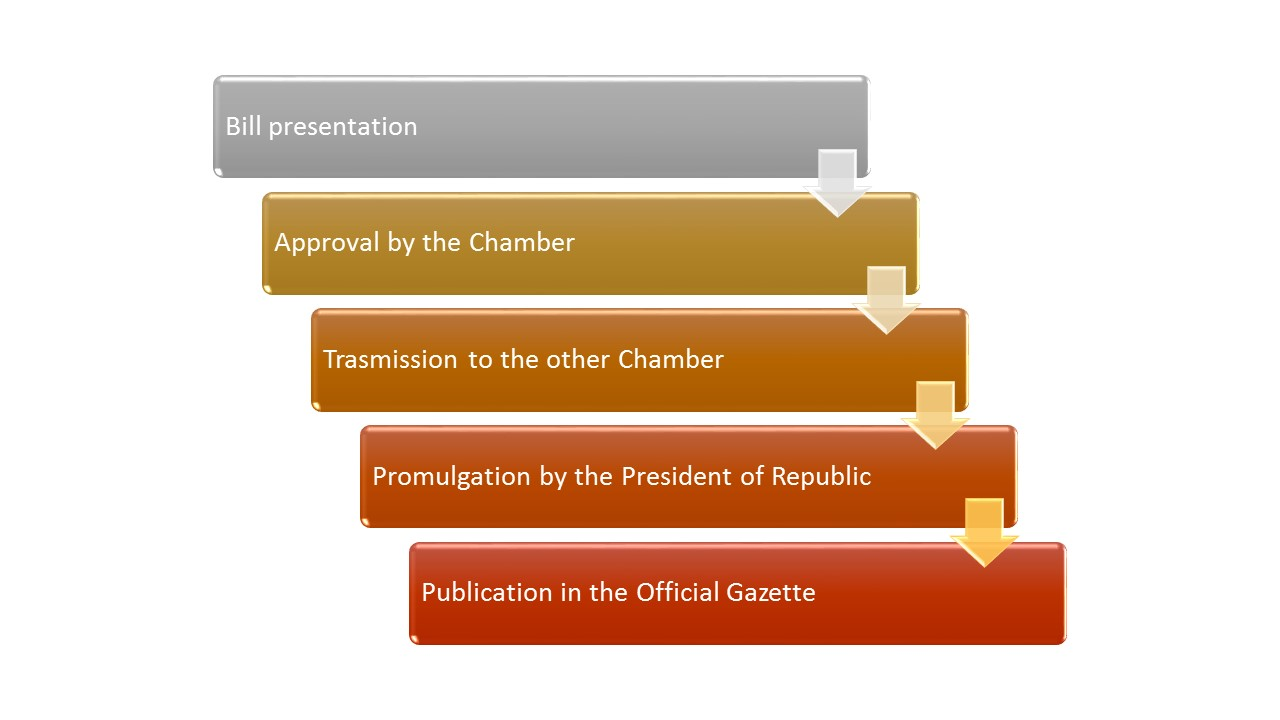 Bill presentation
Approval by the Chamber
Trasmission to the other Chamber
Promulgation by the President of Republic
Publication in the Official Gazette